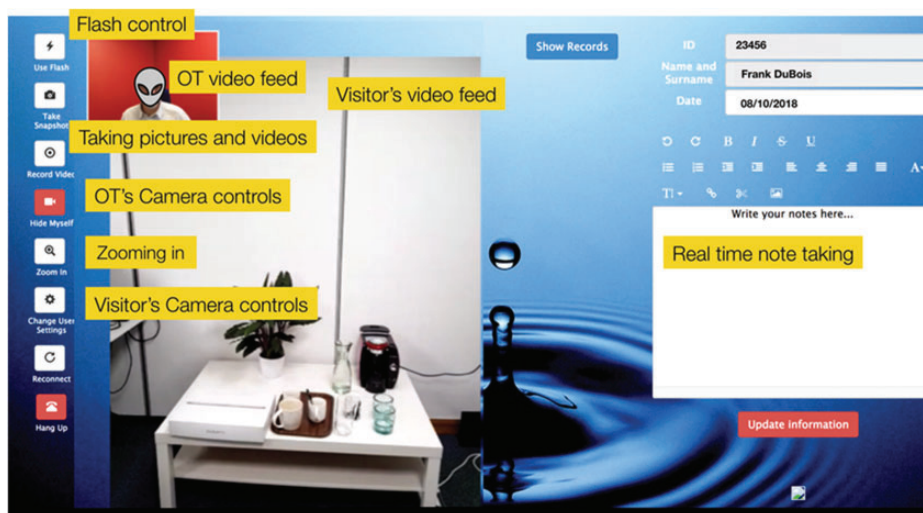 Flash control
Use Flash
OT video feed
Visitor's video feed
Take
Snapshot
Taking pictures and videos
Record Video
OT's Camera controls
Hide Myself
Zooming in
Zoom In
Visitor's Camera controls
Change User
Settings
Reconnect
Hang Up
Show Records
ID
23456
Name and
Surname
Frank DuBois
Date
08/10/2018
B I S U
A
T
Write your notes here...
Real time note taking
Update information